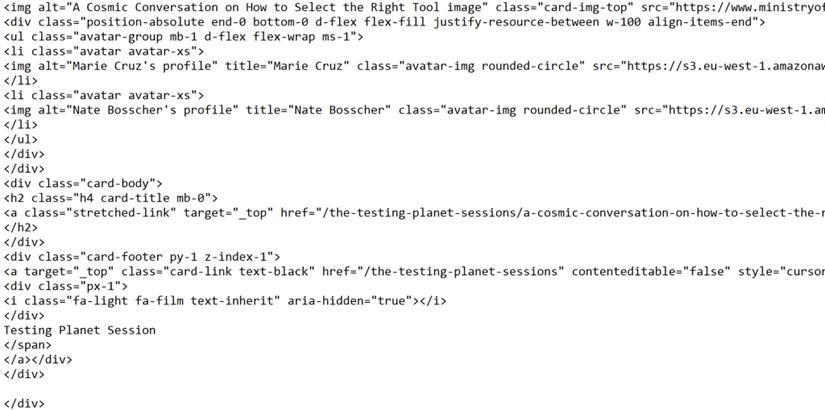 <img alt="A Cosmic Conversation on How to Select the Right Tool image" class="card-img-top" src="https://www.ministryof
<div class="position-absolute end-0 bottom-0 d-flex flex-fill justify-resource-between w-100 align-items-end">
<ul class="avatar-group mb-1 d-flex flex-wrap ms-1">
<li class="avatar avatar-xs">
<img alt="Marie Cruz's profile" title="Marie Cruz" class="avatar-img rounded-circle" src="https://s3.eu-west-1.amazonaw
</li>
<li class="avatar avatar-xs">
<img alt="Nate Bosscher's profile" title="Nate Bosscher" class="avatar-img rounded-circle" src="https://s3.eu-west-1.am
</li>
</ul>
</div>
</div>
<div class="card-body">
<h2 class="h4 card-title mb-0">
<a class="stretched-link" target="_top" href="/the-testing-planet-sessions/a-cosmic-conversation-on-how-to-select-the-r
</h2>
</div>
<div class="card-footer py-1 z-index-1">
<a target="_top" class="card-link text-black" href="/the-testing-planet-sessions" contenteditable="false" style="cursor
<div class="px-1">
<i class="fa-light fa-film text-inherit" aria-hidden="true"></i>
</div>
Testing Planet Session
</span>
</a></div>
</div>
</div>